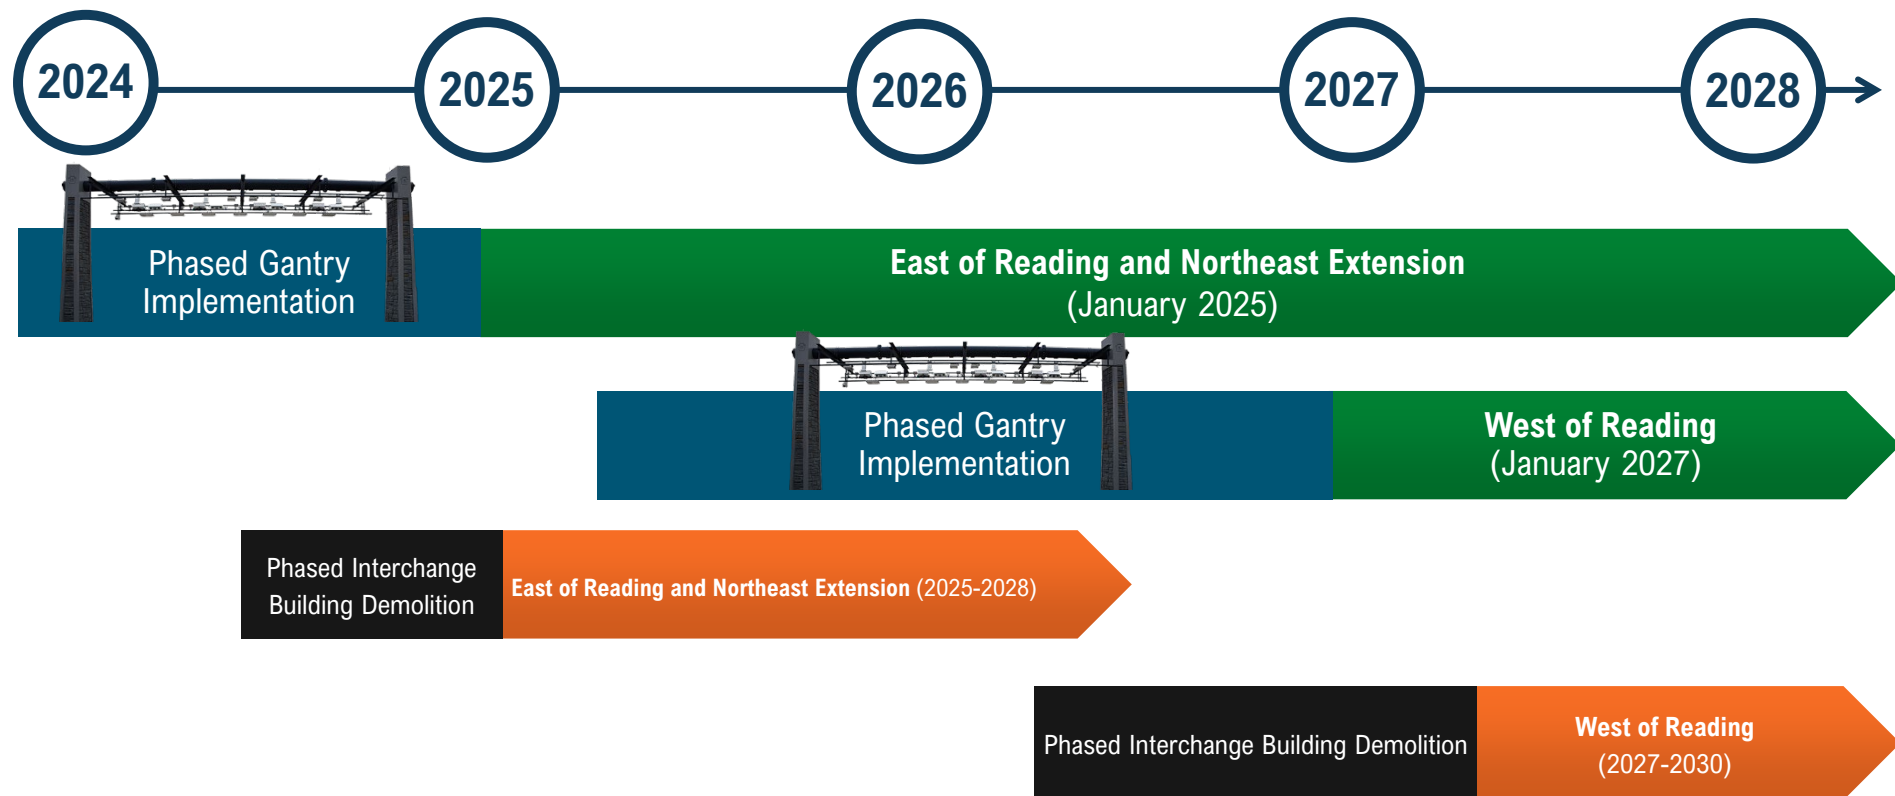 2024
2025
2026
2027
2028
Phased Gantry
Implementation
East of Reading and Northeast Extension
(January 2025)
Phased Gantry
Implementation
West of Reading
(January 2027)
Phased Interchange
Building Demolition
East of Reading and Northeast Extension (2025-2028)
Phased Interchange Building Demolition
West of Reading
(2027-2030)